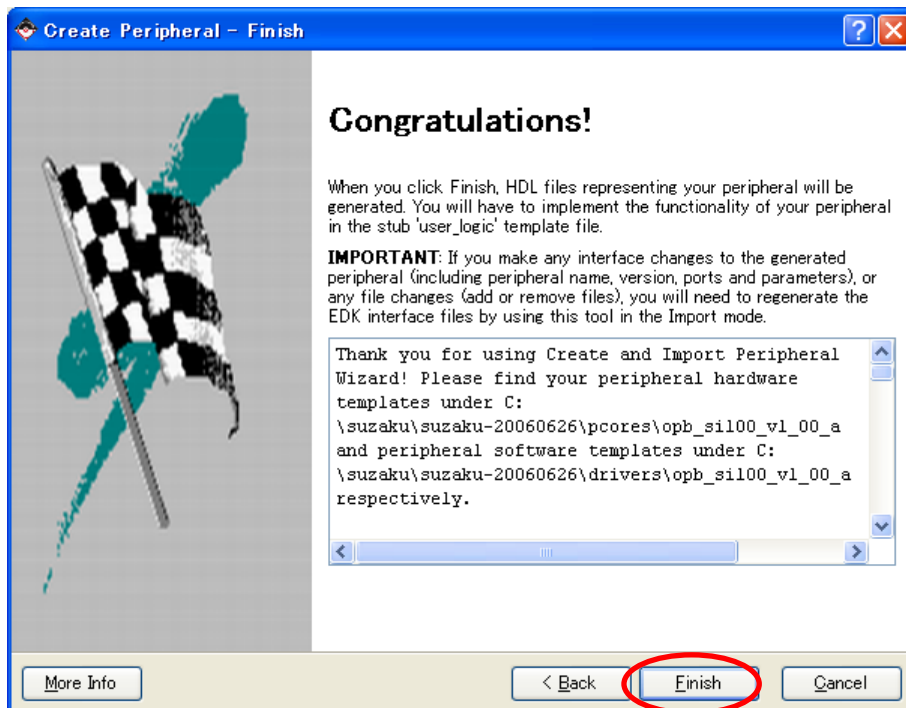 Create Peripheral - Finish
Congratulations!
When you click Finish, HDL files representing your peripheral will be
generated. You will have to implement the functionality of your peripheral
in the stub 'user_logic' template file.
IMPORTANT: If you make any interface changes to the generated
peripheral (including peripheral name, version, ports and parameters), or
any file changes (add or remove files), you will need to regenerate the
EDK interface files by using this tool in the Import mode.
Thank you for using Create and Import Peripheral
Wizard! Please find your peripheral hardware
templates under C:
\suzaku\suzaku-20060626\pcores\opb_sil00_v1_00_a
and peripheral software templates under C:
\suzaku\suzaku-20060626\drivers\opb_sil00_v1_00_a
respectively.
More Info
< Back
Finish
Cancel